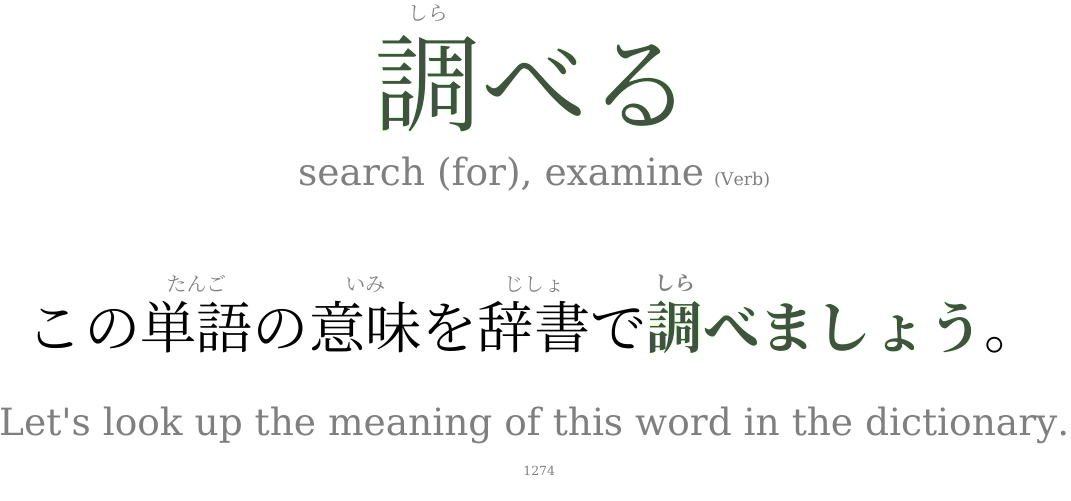 しら
調べる
search (for), examine (Verb)
たんご いみ じしょ しら
この単語の意味を辞書で調べましょう。
Let's look up the meaning of this word in the dictionary.
1274